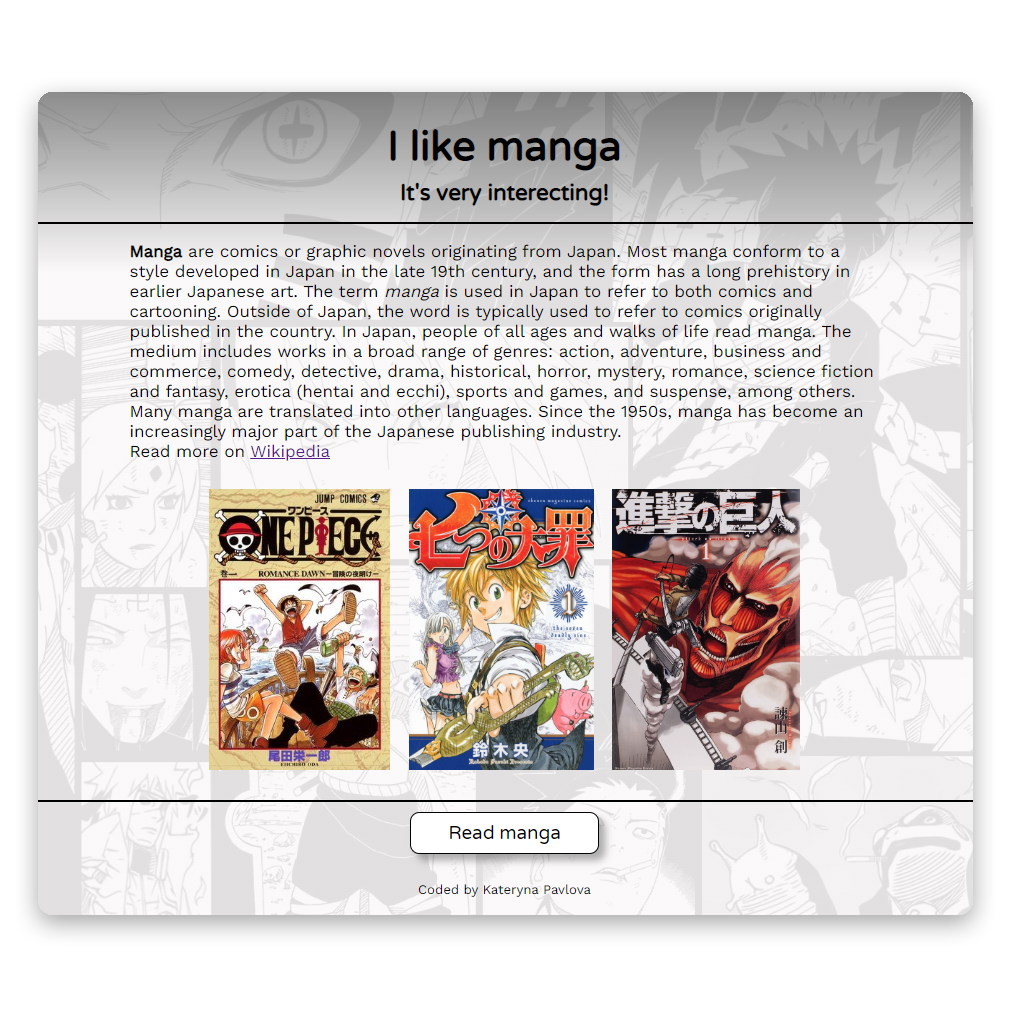 I like manga
It's very interecting!
Manga are comics or graphic novels originating from Japan. Most manga conform to a
style developed in Japan in the late 19th century, and the form has a long prehistory in
earlier Japanese art. The term manga is used in Japan to refer to both comics and
cartooning. Outside of Japan, the word is typically used to refer to comics originally
published in the country. In Japan, people of all ages and walks of life read manga. The
medium includes works in a broad range of genres: action, adventure, business and
commerce, comedy, detective, drama, historical, horror, mystery, romance, science fiction
and fantasy, erotica (hentai and ecchi), sports and games, and suspense, among others.
Many manga are translated into other languages. Since the 1950s, manga has become an
increasingly major part of the Japanese publishing industry.
Read more on Wikipedia
JUMP COMICS
ワンピース
ONE PIECE
巻一 ROMANCE DAWN—冒険の夜明け—
尾田栄一郎
EIICHIRO ODA
shonen magazine comics
七つの大罪
1
the seven
deadly sins
鈴木央
進撃の巨人
1
諫山創
Read manga
Coded by Kateryna Pavlova